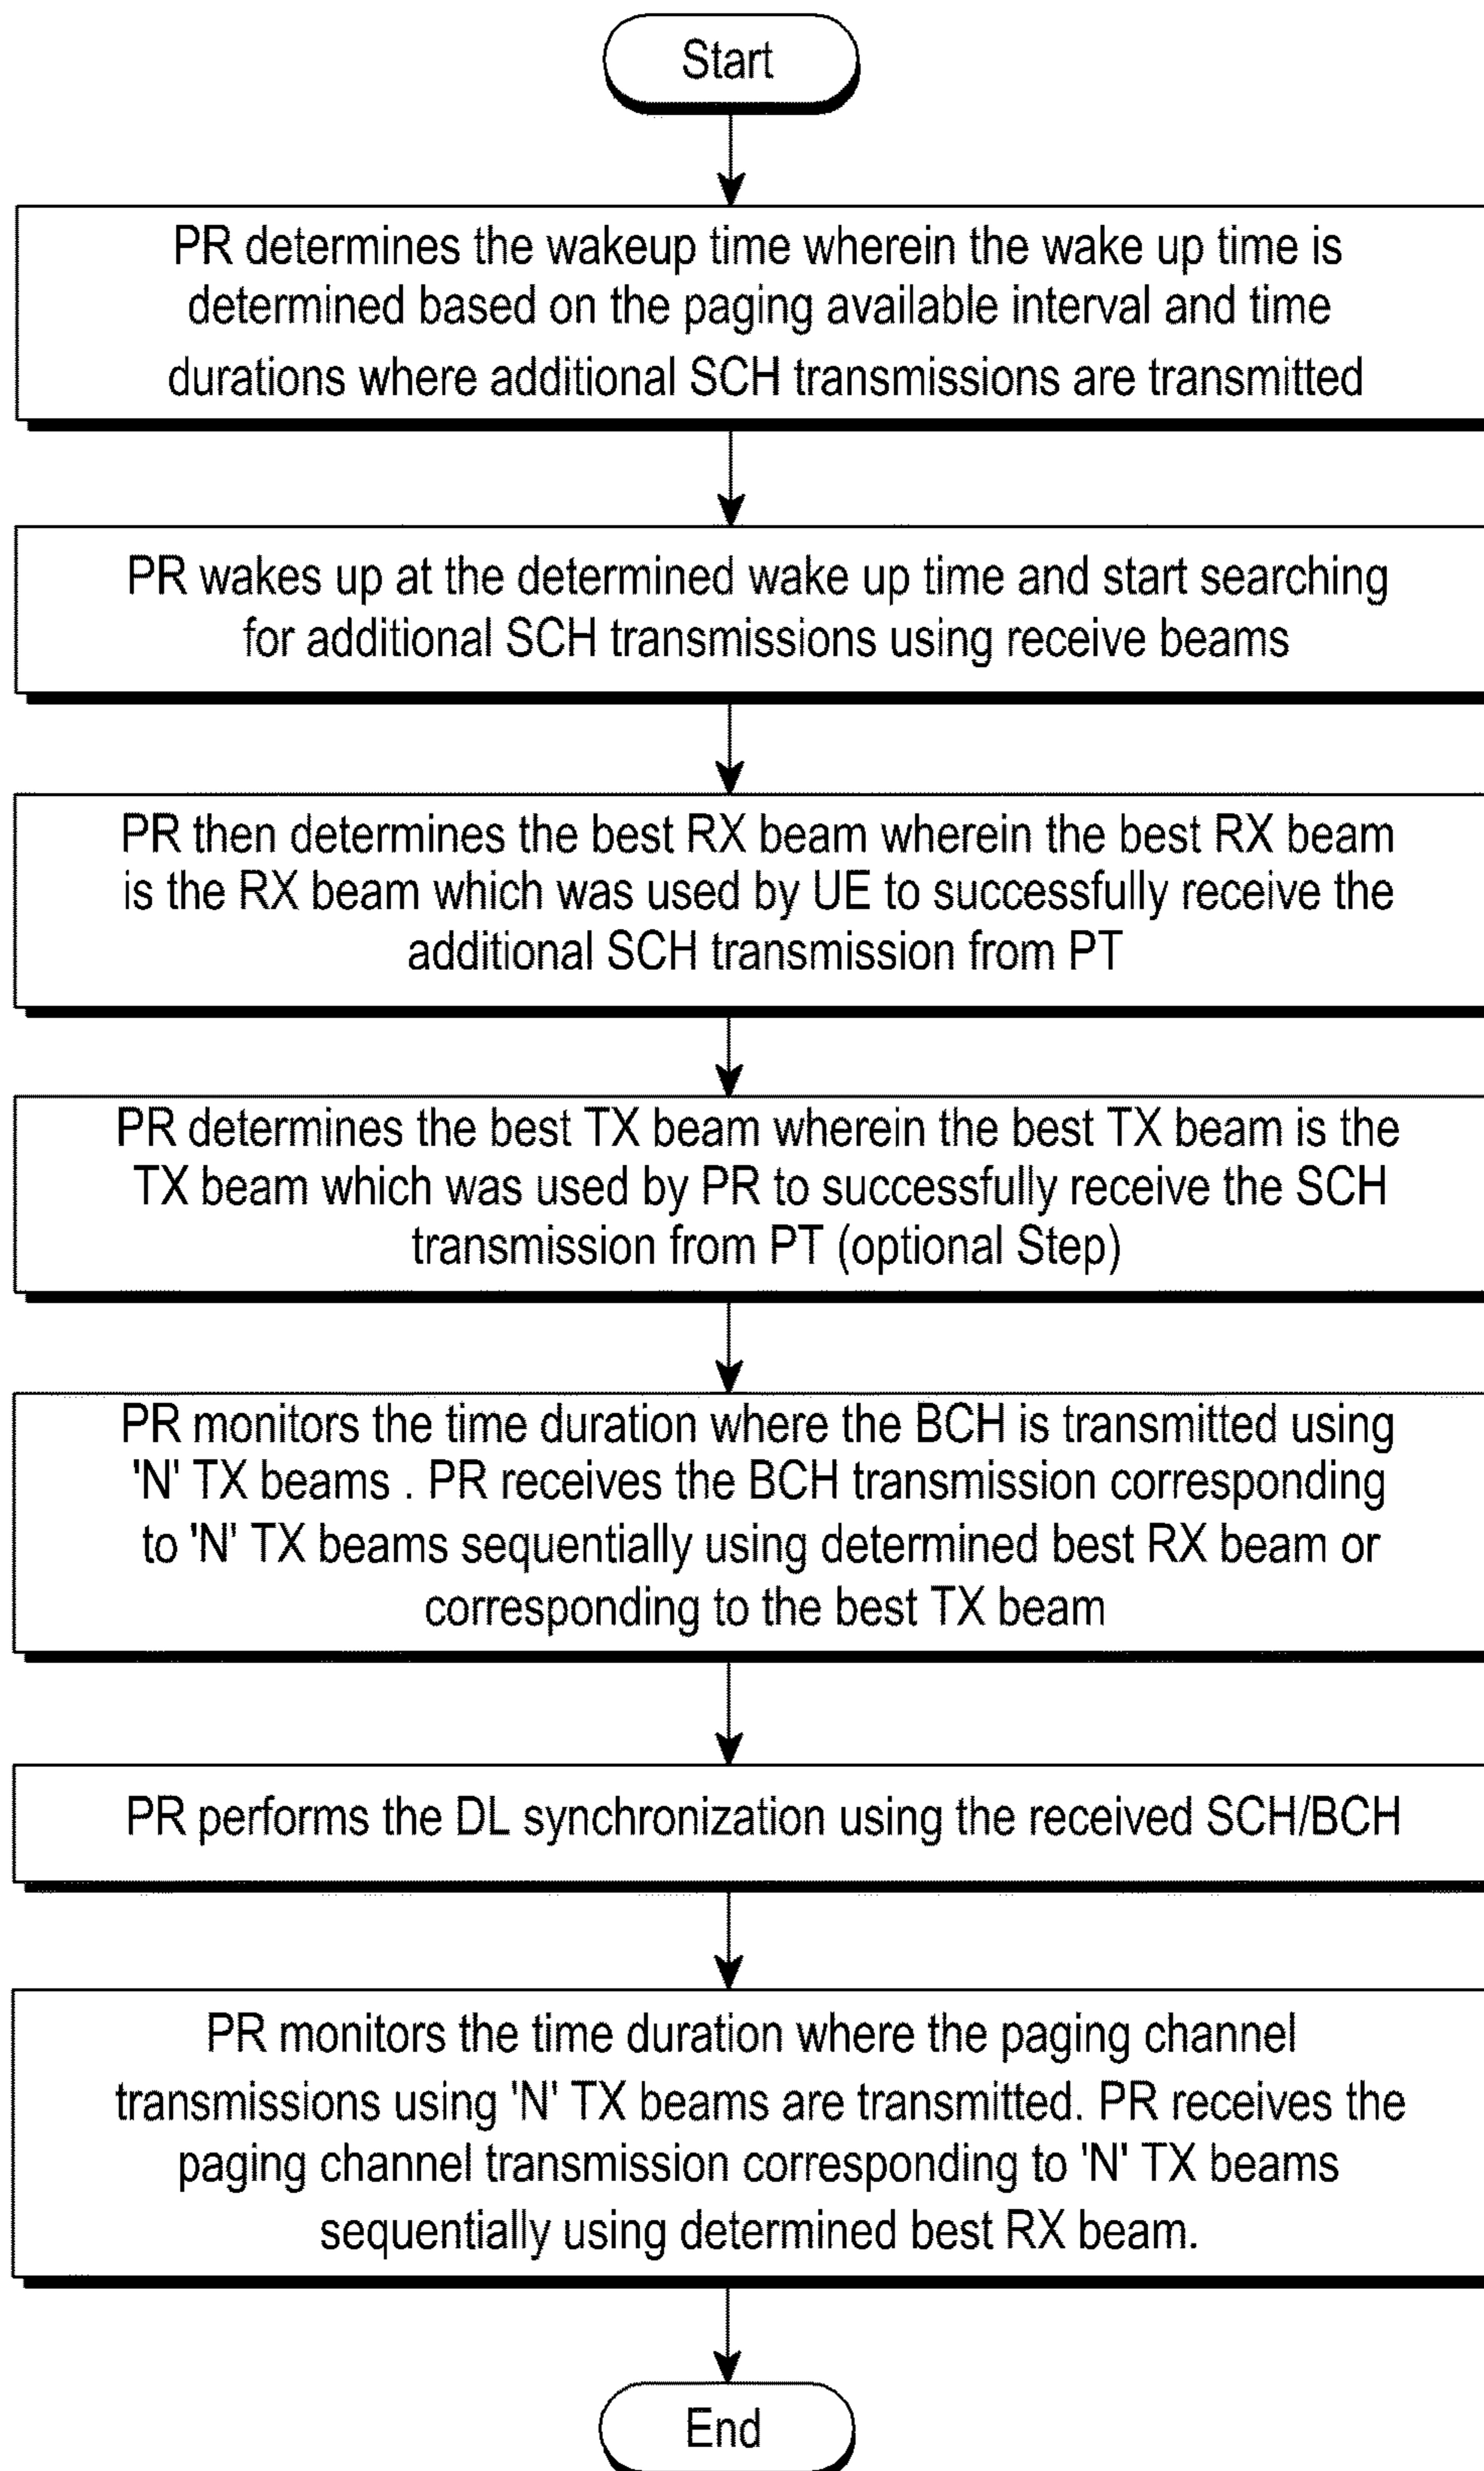 Start
PR determines the wakeup time wherein the wake up time is
determined based on the paging available interval and time
durations where additional SCH transmissions are transmitted
PR wakes up at the determined wake up time and start searching
for additional SCH transmissions using receive beams
PR then determines the best RX beam wherein the best RX beam
is the RX beam which was used by UE to successfully receive the
additional SCH transmission from PT
PR determines the best TX beam wherein the best TX beam is the
TX beam which was used by PR to successfully receive the SCH
transmission from PT (optional Step)
PR monitors the time duration where the BCH is transmitted using
'N' TX beams . PR receives the BCH transmission corresponding
to 'N' TX beams sequentially using determined best RX beam or
corresponding to the best TX beam
PR performs the DL synchronization using the received SCH/BCH
PR monitors the time duration where the paging channel
transmissions using 'N' TX beams are transmitted. PR receives the
paging channel transmission corresponding to 'N' TX beams
sequentially using determined best RX beam.
End